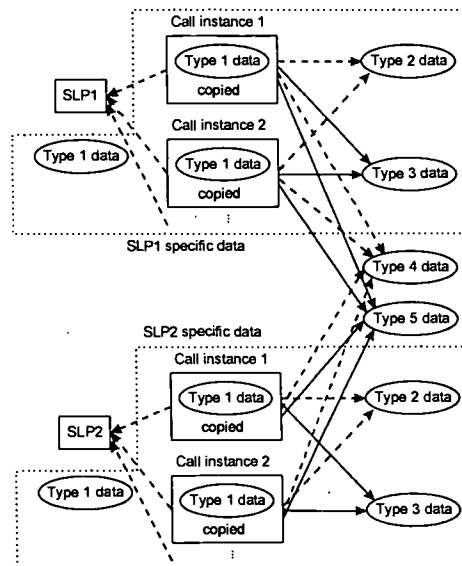 Call instance 1
Type 1 data
Type 2 data
SLP1
copied
Call instance 2
Type 1 data
Type 1 data
Type 3 data
copied
SLP1 specific data
Type 4 data
Type 5 data
SLP2 specific data
Call instance 1
Type 1 data
Type 2 data
SLP2
copied
Call instance 2
Type 1 data
Type 1 data
Type 3 data
copied